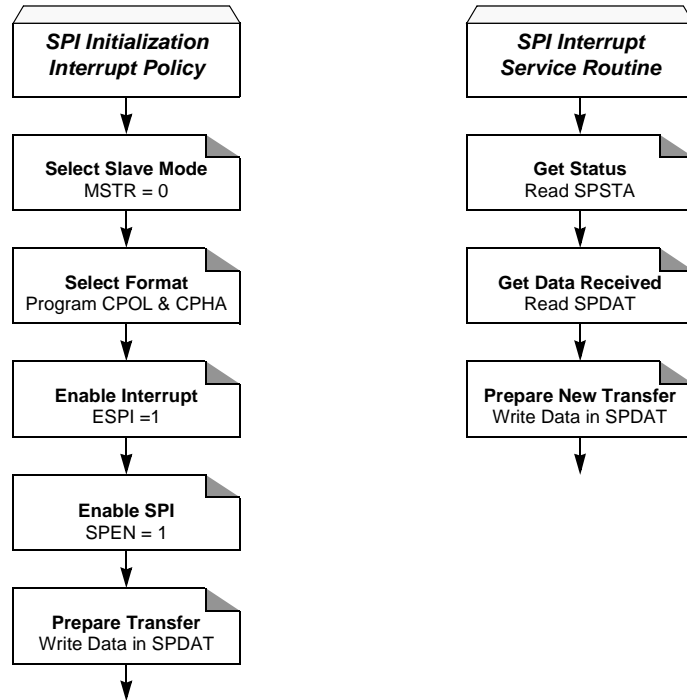 SPI Initialization
Interrupt Policy
Select Slave Mode
MSTR = 0
Select Format
Program CPOL & CPHA
Enable Interrupt
ESPI =1
Enable SPI
SPEN = 1
Prepare Transfer
Write Data in SPDAT
SPI Interrupt
Service Routine
Get Status
Read SPSTA
Get Data Received
Read SPDAT
Prepare New Transfer
Write Data in SPDAT